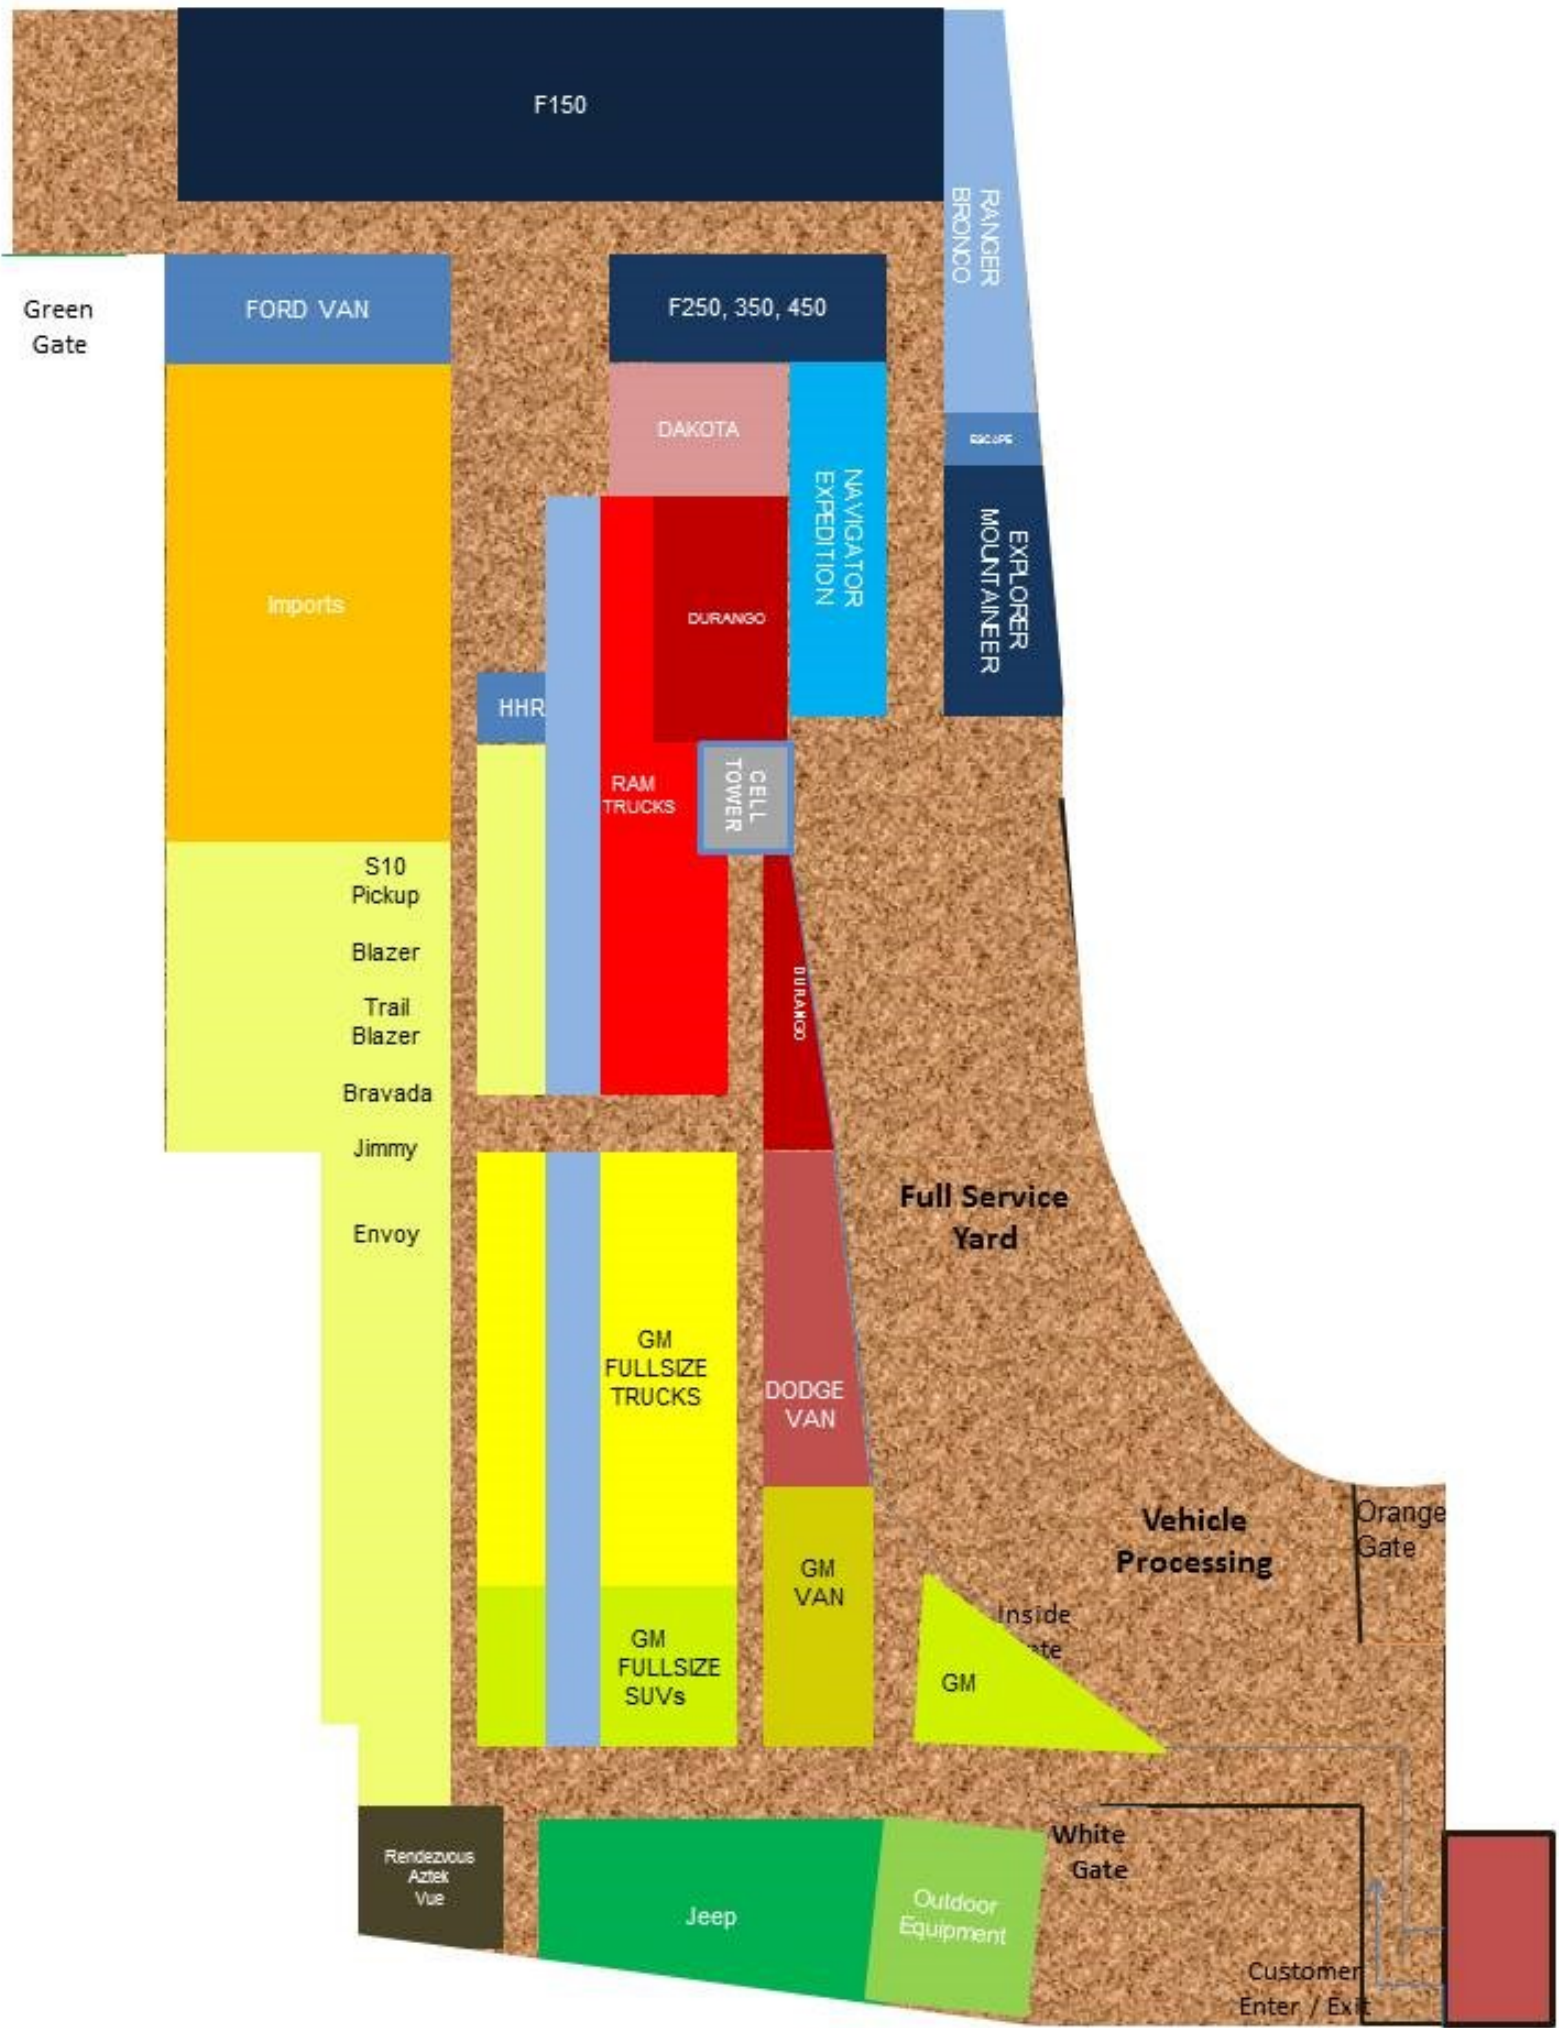 F150
RANGER
BRONCO
Green
Gate
FORD VAN
F250, 350, 450
DAKOTA
ESCAPE
NAVIGATOR
EXPEDITION
EXPLORER
MOUNTAINEER
Imports
DURANGO
HHR
RAM
TRUCKS
CELL
TOWER
S10
Pickup
Blazer
Trail
Blazer
Bravada
Jimmy
Envoy
DURANGO
Full Service
Yard
GM
FULLSIZE
TRUCKS
DODGE
VAN
Vehicle
Processing
Orange
Gate
GM
VAN
Inside
GM
FULLSIZE
SUVs
GM
White
Gate
Rendezvous
Aztek
Vue
Jeep
Outdoor
Equipment
Customer
Enter / Exit